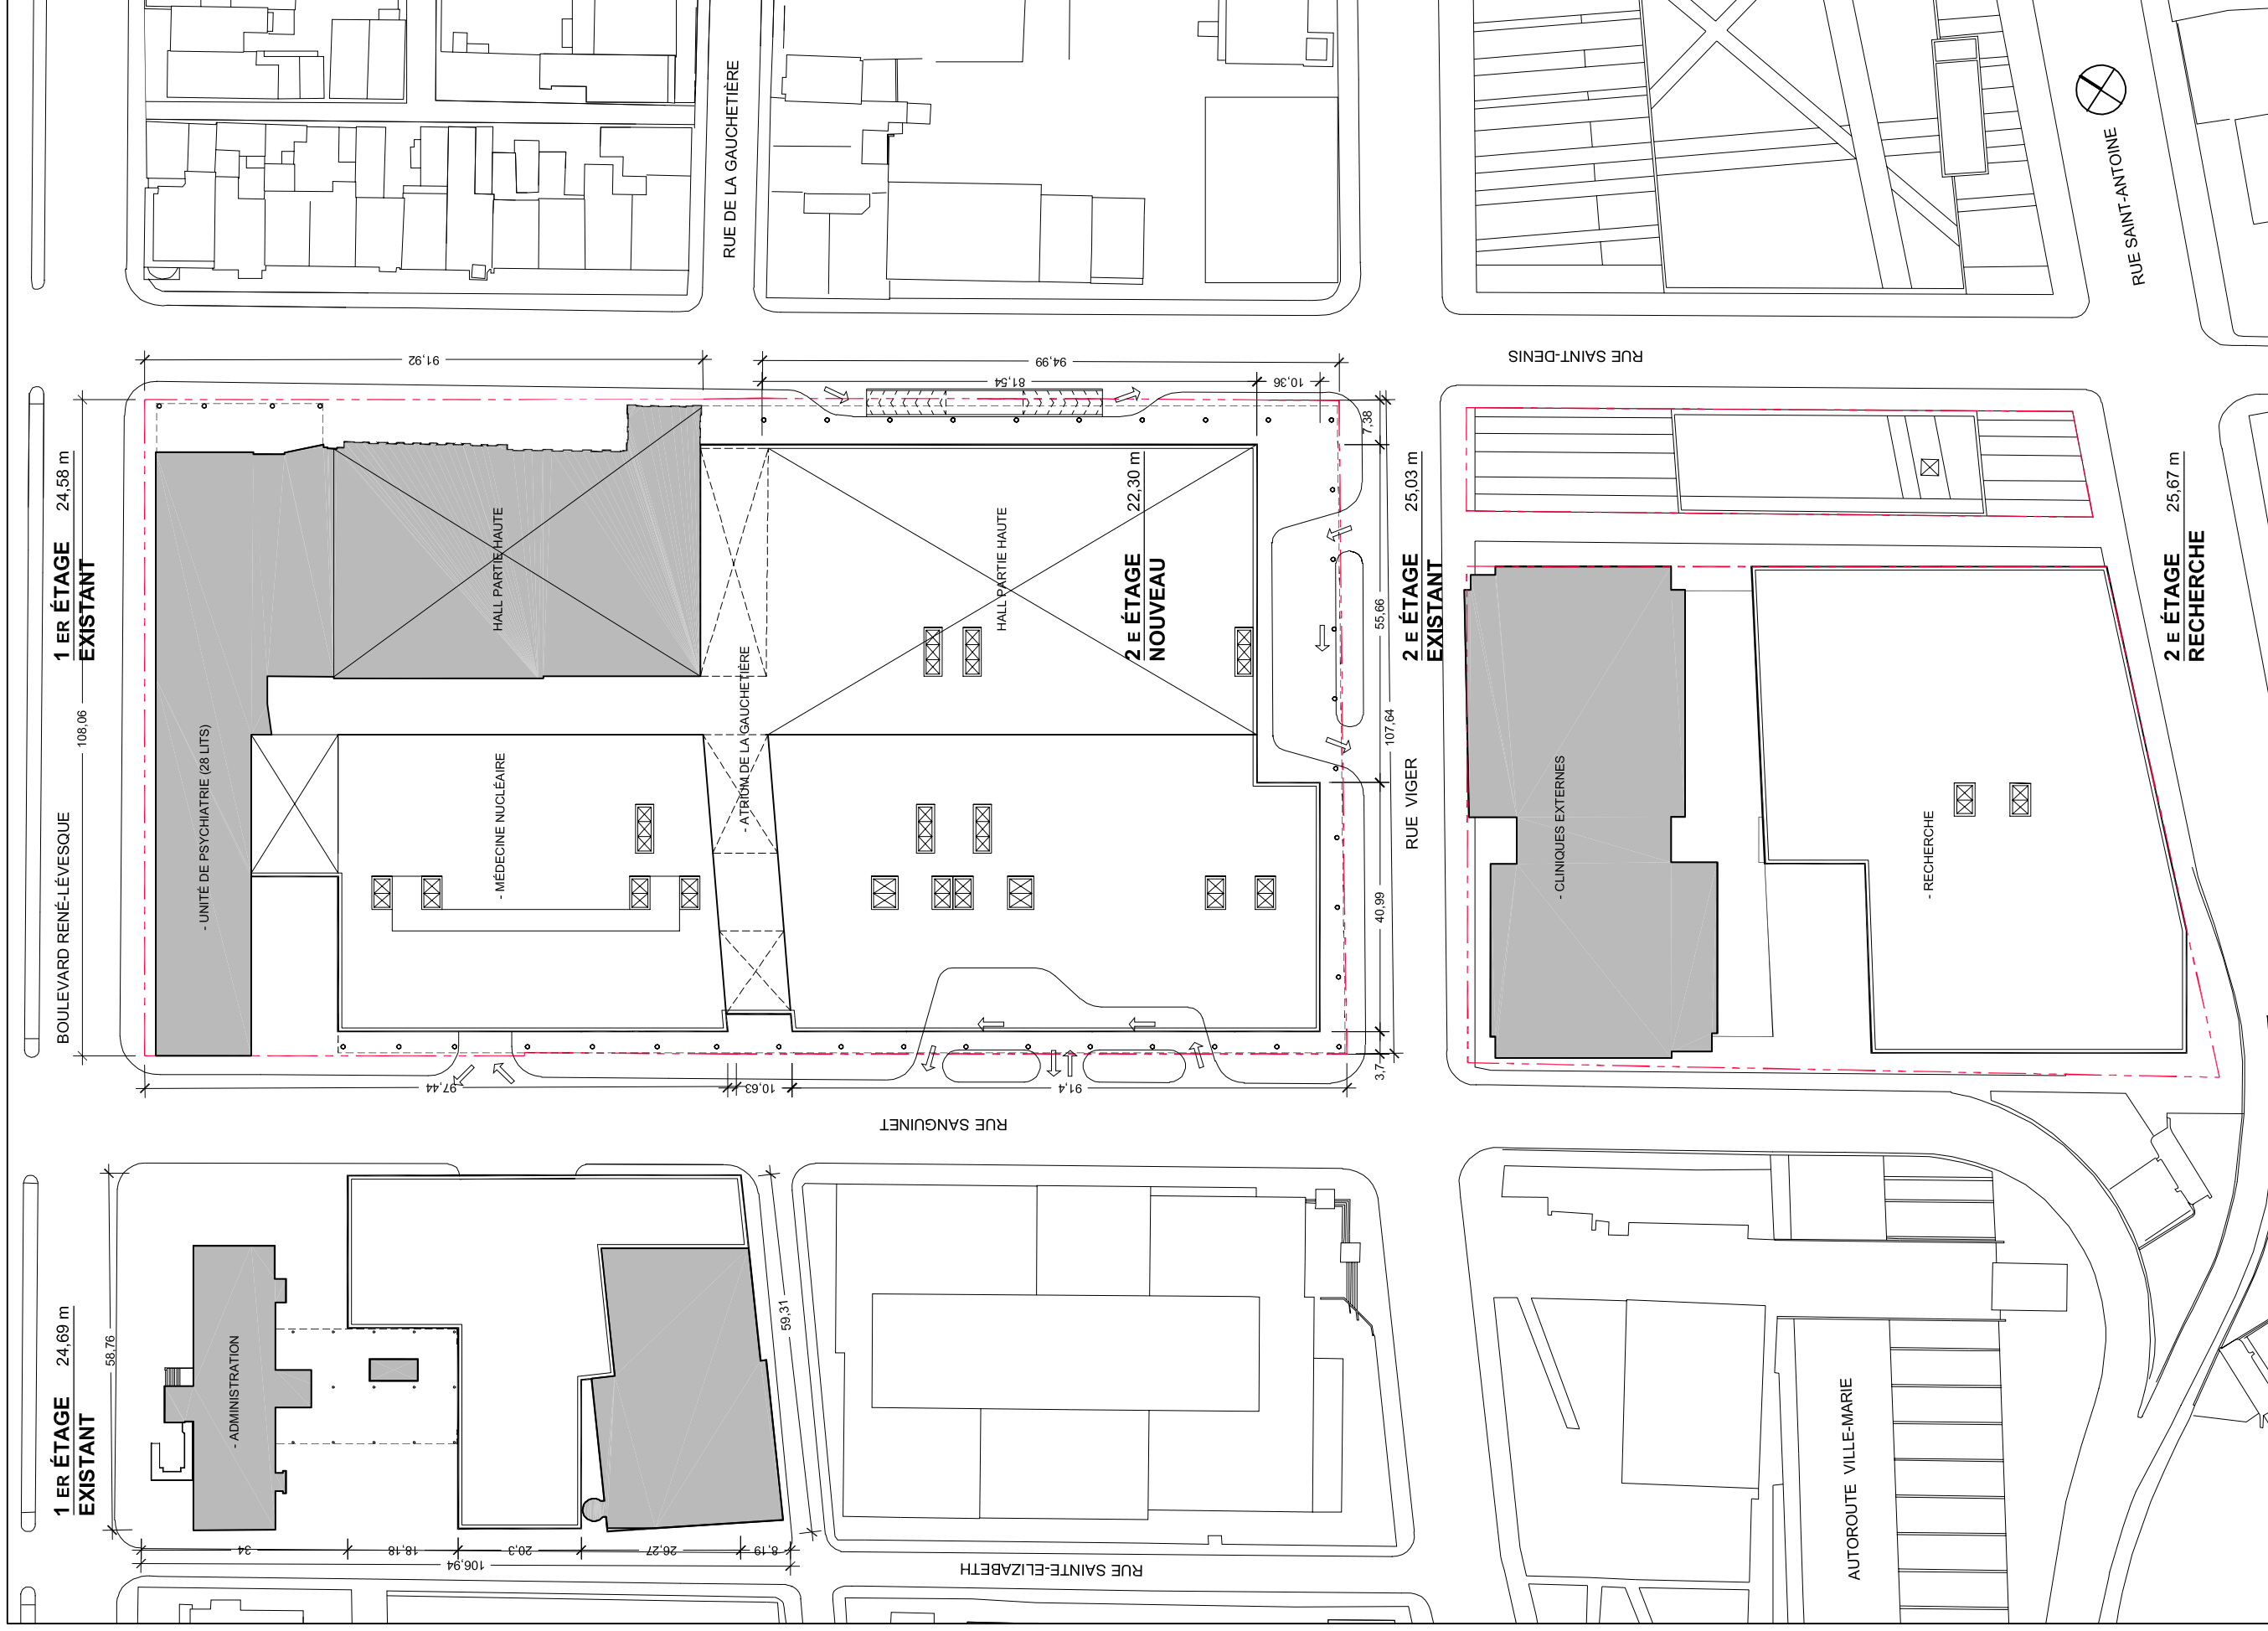 RUE DE LA GAUCHETIÈRE
RUE SAINT-ANTOINE
RUE SAINT-DENIS
91,92
94,99
81,54
10,36
7,38
1 ER ÉTAGE 24,58 m
EXISTANT
108,06
BOULEVARD RENÉ-LÉVESQUE
- UNITÉ DE PSYCHIATRIE (28 LITS)
HALL PARTIE HAUTE
- MÉDECINE NUCLÉAIRE
- ATRIUM DE LA GAUCHETIÈRE
HALL PARTIE HAUTE
2 E ÉTAGE 22,30 m
NOUVEAU
55,66
107,64
40,99
3,7
RUE VIGER
2 E ÉTAGE 25,03 m
EXISTANT
- CLINIQUES EXTERNES
- RECHERCHE
2 E ÉTAGE 25,67 m
RECHERCHE
97,44
10,63
91,4
RUE SANGUINET
1 ER ÉTAGE 24,69 m
EXISTANT
58,76
- ADMINISTRATION
59,31
34
18,18
20,3
26,27
8,19
106,94
RUE SAINTE-ELIZABETH
AUTOROUTE VILLE-MARIE